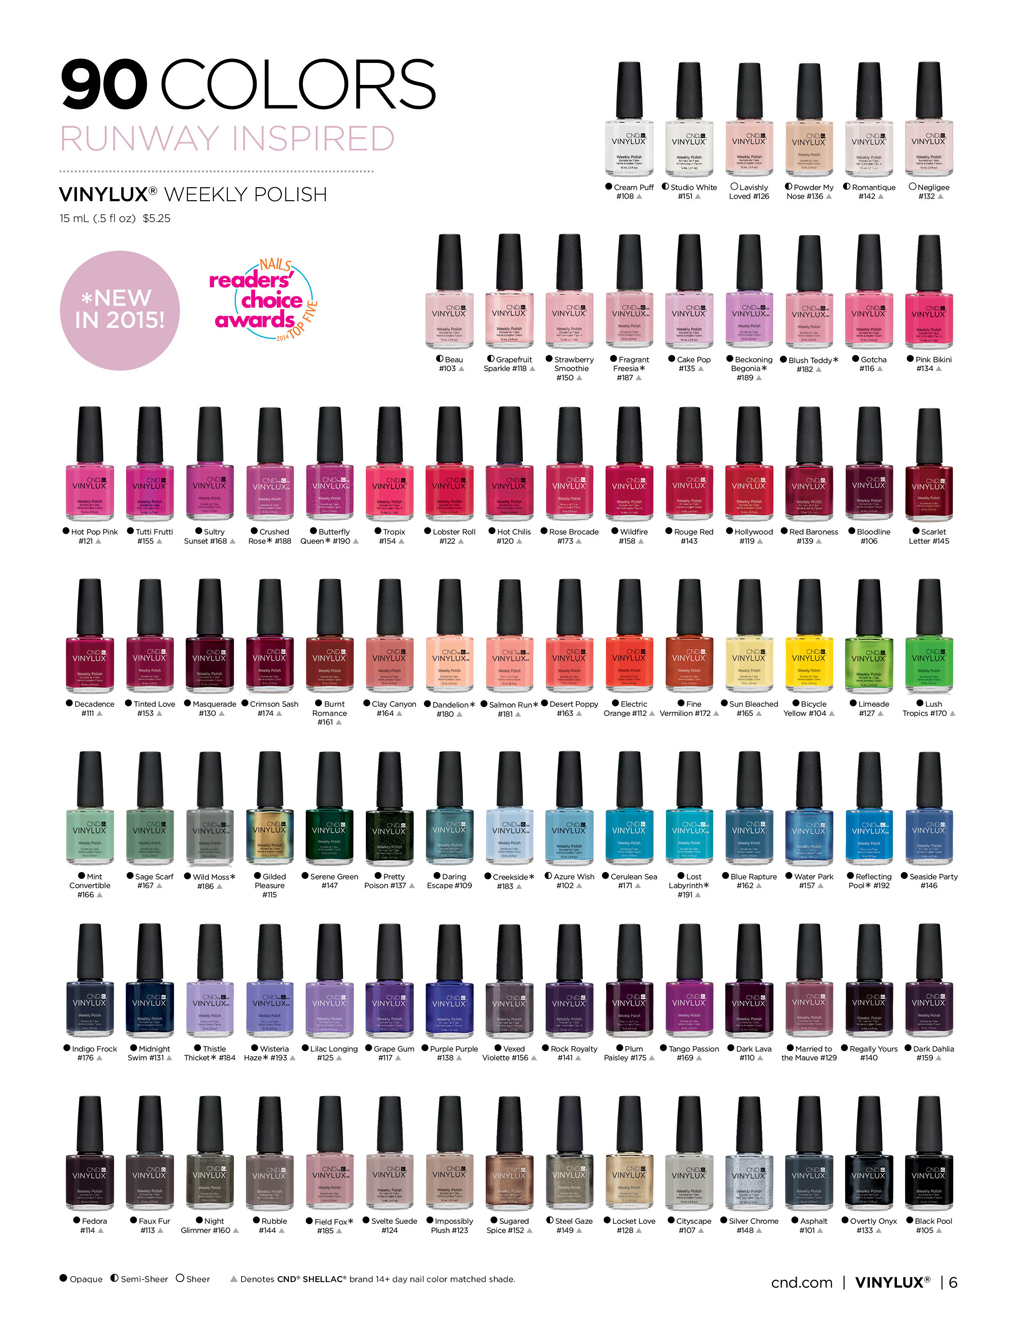 90 COLORS
RUNWAY INSPIRED
VINYLUX® WEEKLY POLISH
15 mL (.5 fl oz) $5.25
*NEW
IN 2015!
NAILS
readers'
choice
awards
2014 TOP FIVE
● Cream Puff ◐ Studio White ○ Lavishly ◐ Powder My ◐ Romantique ○ Negligee
#108 ▲ #151 ▲ Loved #126 Nose #136 ▲ #142 ▲ #132 ▲
◐ Beau ◐ Grapefruit ● Strawberry ● Fragrant ● Cake Pop ● Beckoning ● Blush Teddy* ● Gotcha ● Pink Bikini
#103 ▲ Sparkle #118 ▲ Smoothie Freesia* #135 ▲ Begonia* #182 ▲ #116 ▲ #134 ▲
#150 ▲ #187 ▲ #189 ▲
● Hot Pop Pink ● Tutti Frutti ● Sultry ● Crushed ● Butterfly ● Tropix ● Lobster Roll ● Hot Chilis ● Rose Brocade ● Wildfire ● Rouge Red ● Hollywood ● Red Baroness ● Bloodline ● Scarlet
#121 ▲ #155 ▲ Sunset #168 ▲ Rose* #188 Queen* #190 ▲ #154 ▲ #122 ▲ #120 ▲ #173 ▲ #158 ▲ #143 #119 ▲ #139 ▲ #106 Letter #145
● Decadence ● Tinted Love ● Masquerade ● Crimson Sash ● Burnt ● Clay Canyon ● Dandelion* ● Salmon Run* ● Desert Poppy ● Electric ● Fine ● Sun Bleached ● Bicycle ● Limeade ● Lush
#111 ▲ #153 ▲ #130 ▲ #174 ▲ Romance #164 ▲ #180 ▲ #181 ▲ #163 ▲ Orange #112 ▲ Vermilion #172 ▲ #165 ▲ Yellow #104 ▲ #127 ▲ Tropics #170 ▲
#161 ▲
● Mint ● Sage Scarf ● Wild Moss* ● Gilded ● Serene Green ● Pretty ● Daring ● Creekside* ◐ Azure Wish ● Cerulean Sea ● Lost ● Blue Rapture ● Water Park ● Reflecting ● Seaside Party
Convertible #167 ▲ #186 ▲ Pleasure #147 Poison #137 ▲ Escape #109 #183 ▲ #102 ▲ #171 ▲ Labyrinth* #162 ▲ #157 ▲ Pool* #192 #146
#166 ▲ #115 #191 ▲
● Indigo Frock ● Midnight ● Thistle ● Wisteria ● Lilac Longing ● Grape Gum ● Purple Purple ● Vexed ● Rock Royalty ● Plum ● Tango Passion ● Dark Lava ● Married to ● Regally Yours ● Dark Dahlia
#176 ▲ Swim #131 ▲ Thicket* #184 Haze* #193 ▲ #125 ▲ #117 ▲ #138 ▲ Violette #156 ▲ #141 ▲ Paisley #175 ▲ #169 ▲ #110 ▲ the Mauve #129 #140 #159 ▲
● Fedora ● Faux Fur ● Night ● Rubble ● Field Fox* ● Svelte Suede ● Impossibly ● Sugared ◐ Steel Gaze ● Locket Love ● Cityscape ● Silver Chrome ● Asphalt ● Overtly Onyx ● Black Pool
#114 ▲ #113 ▲ Glimmer #160 ▲ #144 ▲ #185 ▲ #124 Plush #123 Spice #152 ▲ #149 ▲ #128 ▲ #107 ▲ #148 ▲ #101 ▲ #133 ▲ #105 ▲
● Opaque ◐ Semi-Sheer ○ Sheer ▲ Denotes CND® SHELLAC® brand 14+ day nail color matched shade.
cnd.com | VINYLUX® | 6